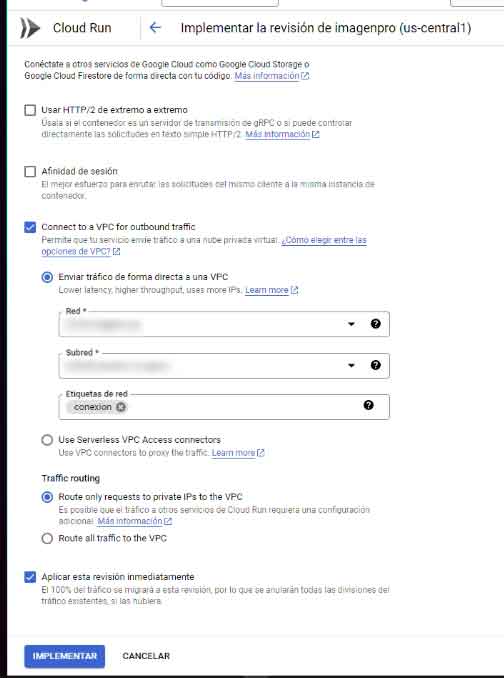 Cloud Run
Implementar la revisión de imagenpro (us-central1)
Conéctate a otros servicios de Google Cloud como Google Cloud Storage o
Google Cloud Firestore de forma directa con tu código. Más información
Usar HTTP/2 de extremo a extremo
Úsala si el contenedor es un servidor de transmisión de gRPC o si puede controlar
directamente las solicitudes en texto simple HTTP/2. Más información
Afinidad de sesión
El mejor esfuerzo para enrutar las solicitudes del mismo cliente a la misma instancia de
contenedor.
Connect to a VPC for outbound traffic
Permite que tu servicio envíe tráfico a una nube privada virtual. ¿Cómo elegir entre las
opciones de VPC?
Enviar tráfico de forma directa a una VPC
Lower latency, higher throughput, uses more IPs. Learn more
Red *
Subred *
Etiquetas de red
conexion
Use Serverless VPC Access connectors
Use VPC connectors to proxy the traffic. Learn more
Traffic routing
Route only requests to private IPs to the VPC
Es posible que el tráfico a otros servicios de Cloud Run requiera una configuración
adicional. Más información
Route all traffic to the VPC
Aplicar esta revisión inmediatamente
El 100% del tráfico se migrará a esta revisión, por lo que se anularán todas las divisiones del
tráfico existentes, si las hubiera.
IMPLEMENTAR
CANCELAR